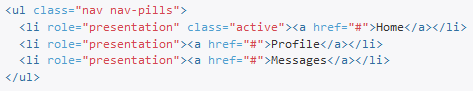 <ul class="nav nav-pills">
  <li role="presentation" class="active"><a href="#">Home</a></li>
  <li role="presentation"><a href="#">Profile</a></li>
  <li role="presentation"><a href="#">Messages</a></li>
</ul>